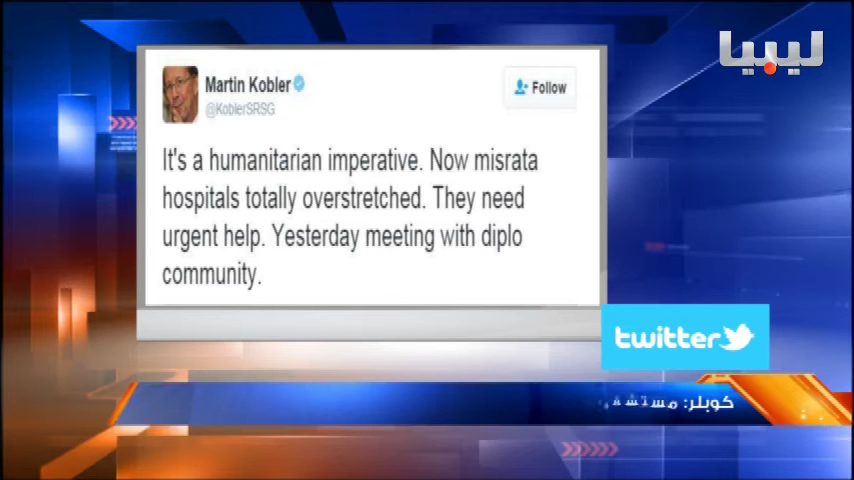 ليبيا
Martin Kobler
@KoblerSRSG
Follow
It's a humanitarian imperative. Now misrata
hospitals totally overstretched. They need
urgent help. Yesterday meeting with diplo
community.
twitter
كوبلر: مستشفي